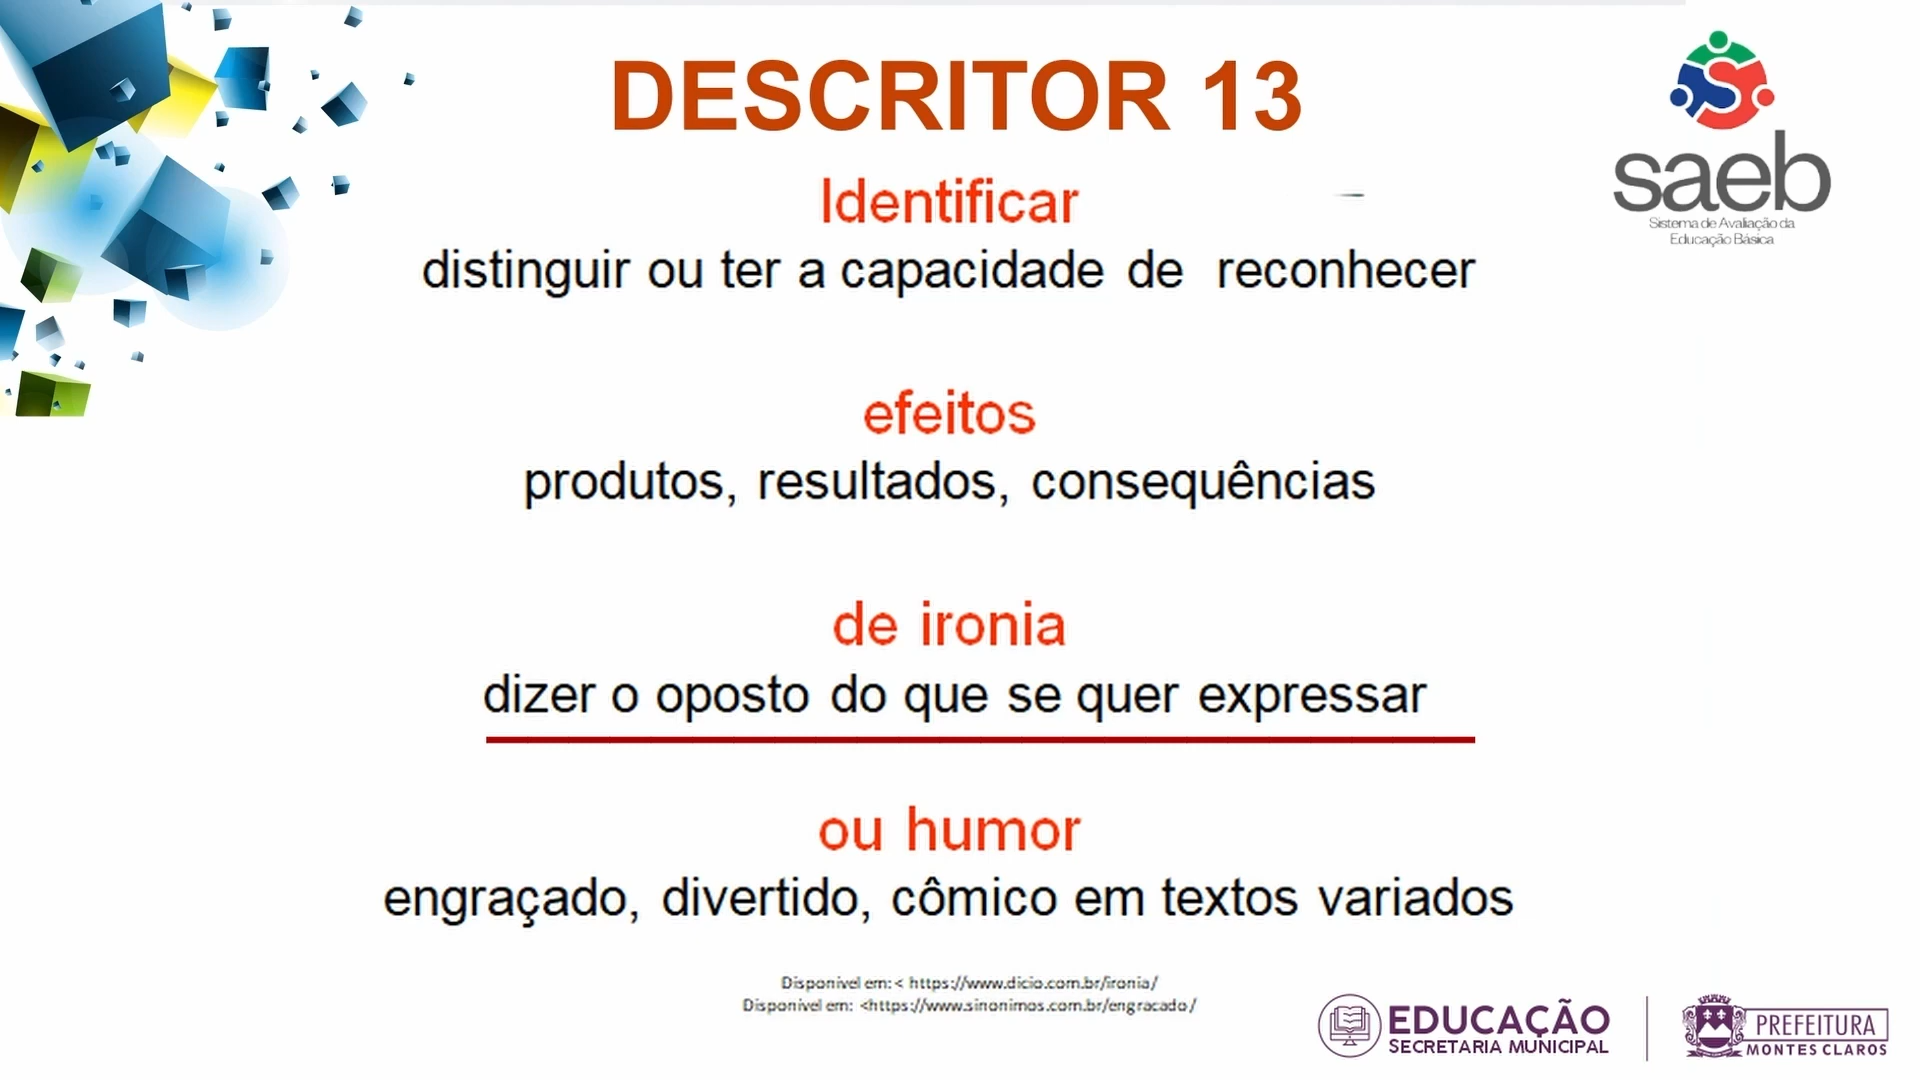 DESCRITOR 13
saeb
Sistema de Avaliação da
Educação Básica
Identificar
distinguir ou ter a capacidade de reconhecer
efeitos
produtos, resultados, consequências
de ironia
dizer o oposto do que se quer expressar
ou humor
engraçado, divertido, cômico em textos variados
Disponível em: < https://www.dicio.com.br/ironia/
Disponível em: <https://www.sinonimos.com.br/engracado/
EDUCAÇÃO
SECRETARIA MUNICIPAL
PREFEITURA
MONTES CLAROS